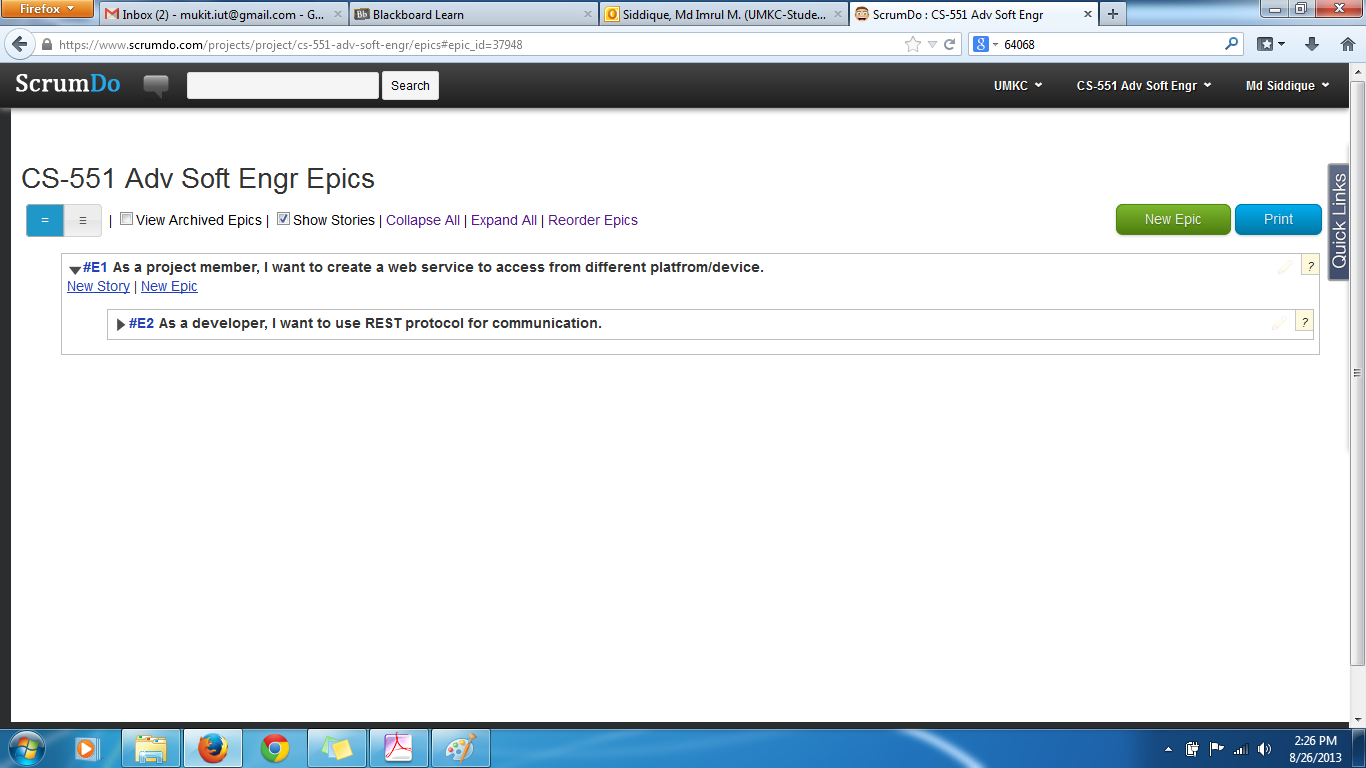 Firefox
Inbox (2) - mukit.iut@gmail.com - G...
Blackboard Learn
Siddique, Md Imrul M. (UMKC-Stude...
ScrumDo : CS-551 Adv Soft Engr
https://www.scrumdo.com/projects/project/cs-551-adv-soft-engr/epics#epic_id=37948
64068
ScrumDo
Search
UMKC
CS-551 Adv Soft Engr
Md Siddique
CS-551 Adv Soft Engr Epics
| View Archived Epics | Show Stories | Collapse All | Expand All | Reorder Epics
New Epic
Print
Quick Links
#E1 As a project member, I want to create a web service to access from different platfrom/device.
?
New Story | New Epic
#E2 As a developer, I want to use REST protocol for communication.
?
2:26 PM
8/26/2013